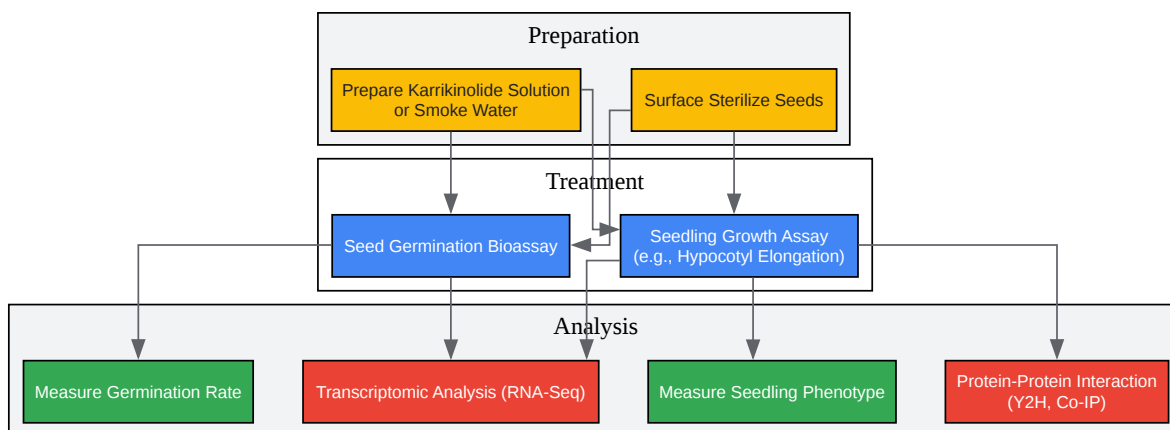 Preparation
Prepare Karrikinolide Solution
or Smoke Water
Surface Sterilize Seeds
Treatment
Seed Germination Bioassay
Seedling Growth Assay
(e.g., Hypocotyl Elongation)
Analysis
Measure Germination Rate
Transcriptomic Analysis (RNA-Seq)
Measure Seedling Phenotype
Protein-Protein Interaction
(Y2H, Co-IP)